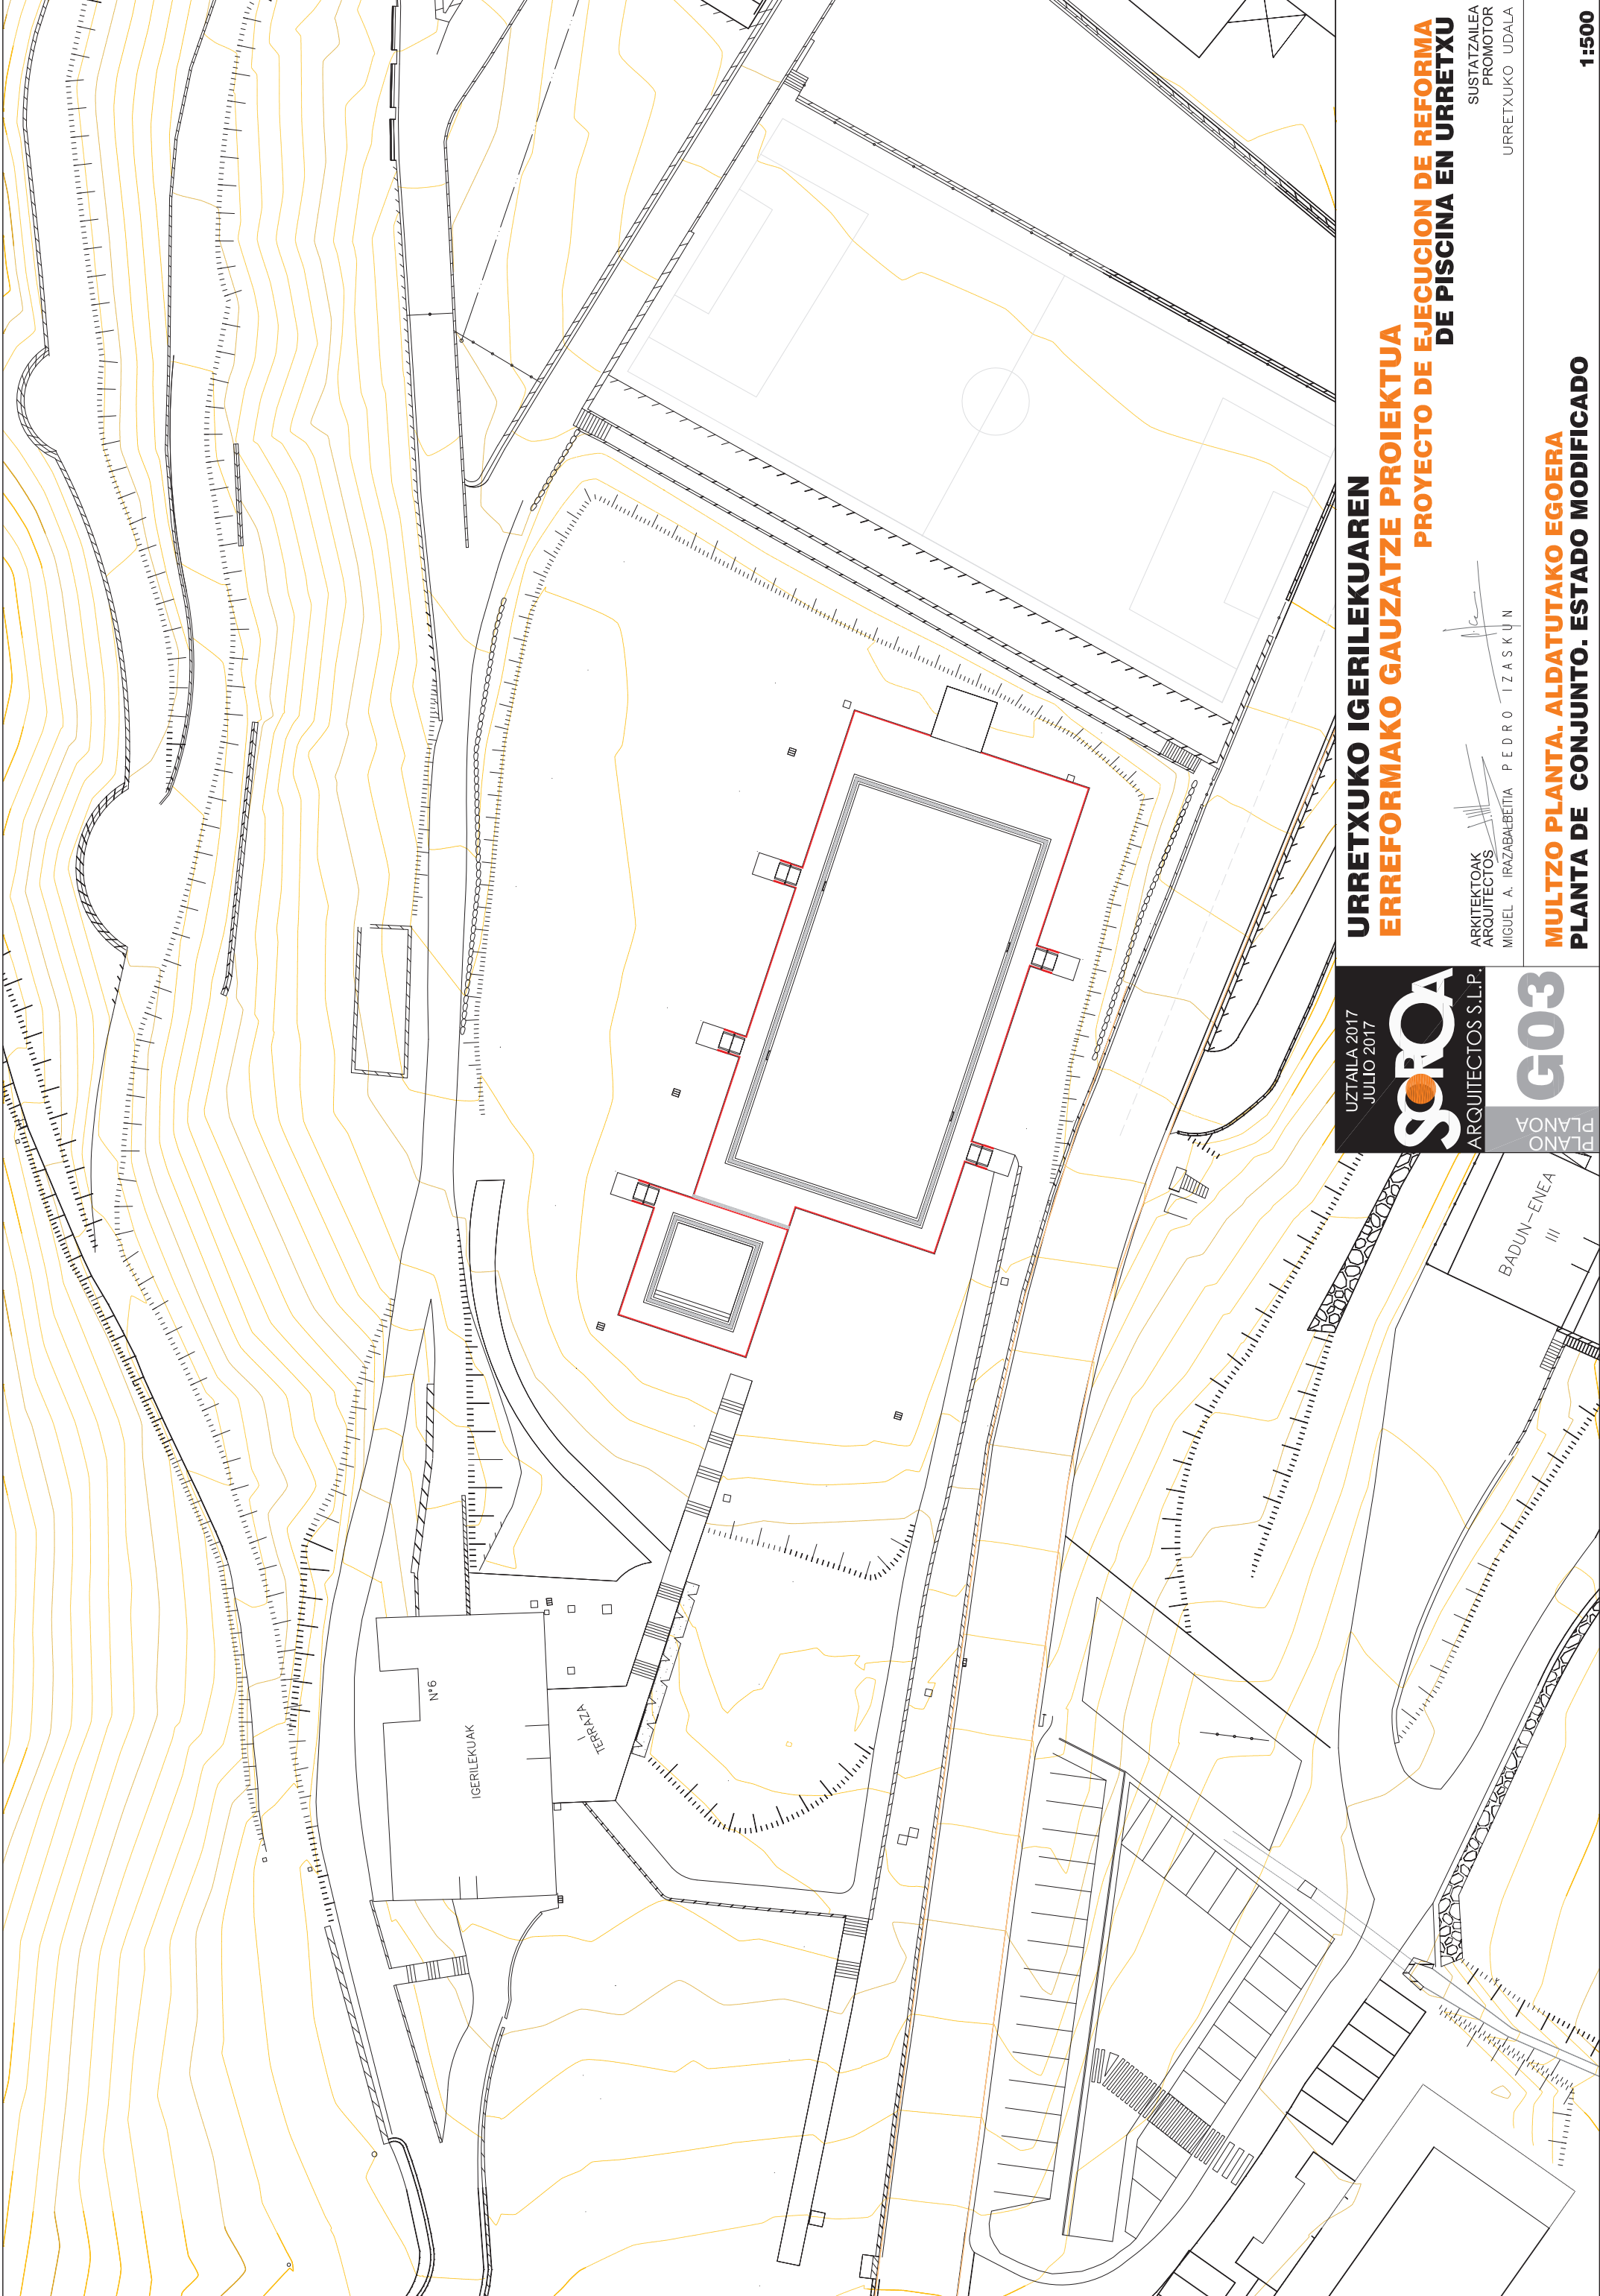 URRETXUKO IGERILEKUAREN
ERREFORMAKO GAUZATZE PROIEKTUA
PROYECTO DE EJECUCION DE REFORMA
DE PISCINA EN URRETXU
SUSTATZAILEA
PROMOTOR
URRETXUKO UDALA
ARKITEKTOAK
ARQUITECTOS
MIGUEL A. IRAZABALBEITIA PEDRO IZASKUN
MULTZO PLANTA. ALDATUTAKO EGOERA
PLANTA DE CONJUNTO. ESTADO MODIFICADO
1:500
UZTAILA 2017
JULIO 2017
SOROA
ARQUITECTOS S.L.P.
PLANO
PLANOA
G03
Nº6
IGERILEKUAK
I
TERRAZA
BADUN-ENEA
III